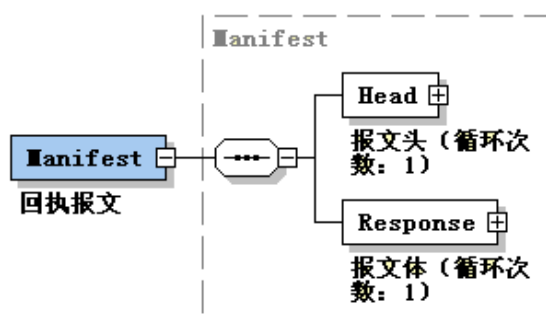 Manifest
Head
报文头（循环次
数：1）
Manifest
回执报文
Response
报文体（循环次
数：1）